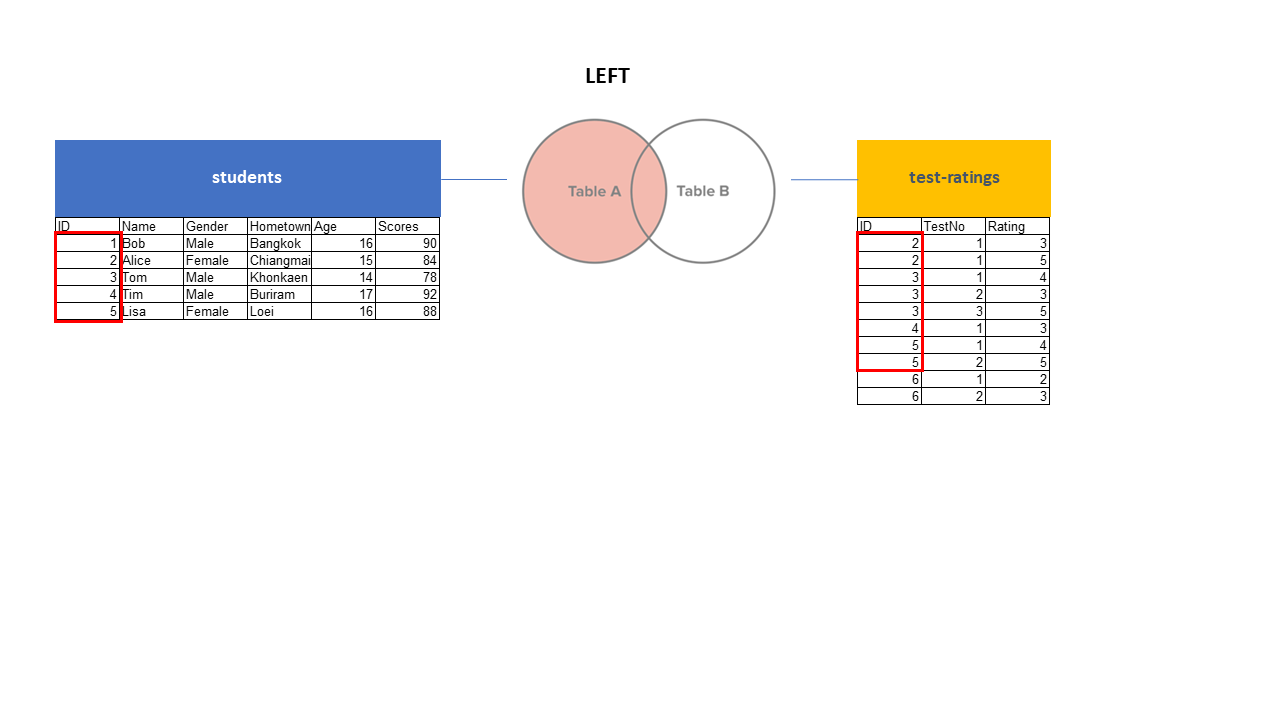 LEFT
students
Table A
Table B
test-ratings
ID Name Gender Hometown Age Scores
1 Bob Male Bangkok 16 90
2 Alice Female Chiangmai 15 84
3 Tom Male Khonkaen 14 78
4 Tim Male Buriram 17 92
5 Lisa Female Loei 16 88
ID TestNo Rating
2 1 3
2 1 5
3 1 4
3 2 3
3 3 5
4 1 3
5 1 4
5 2 5
6 1 2
6 2 3